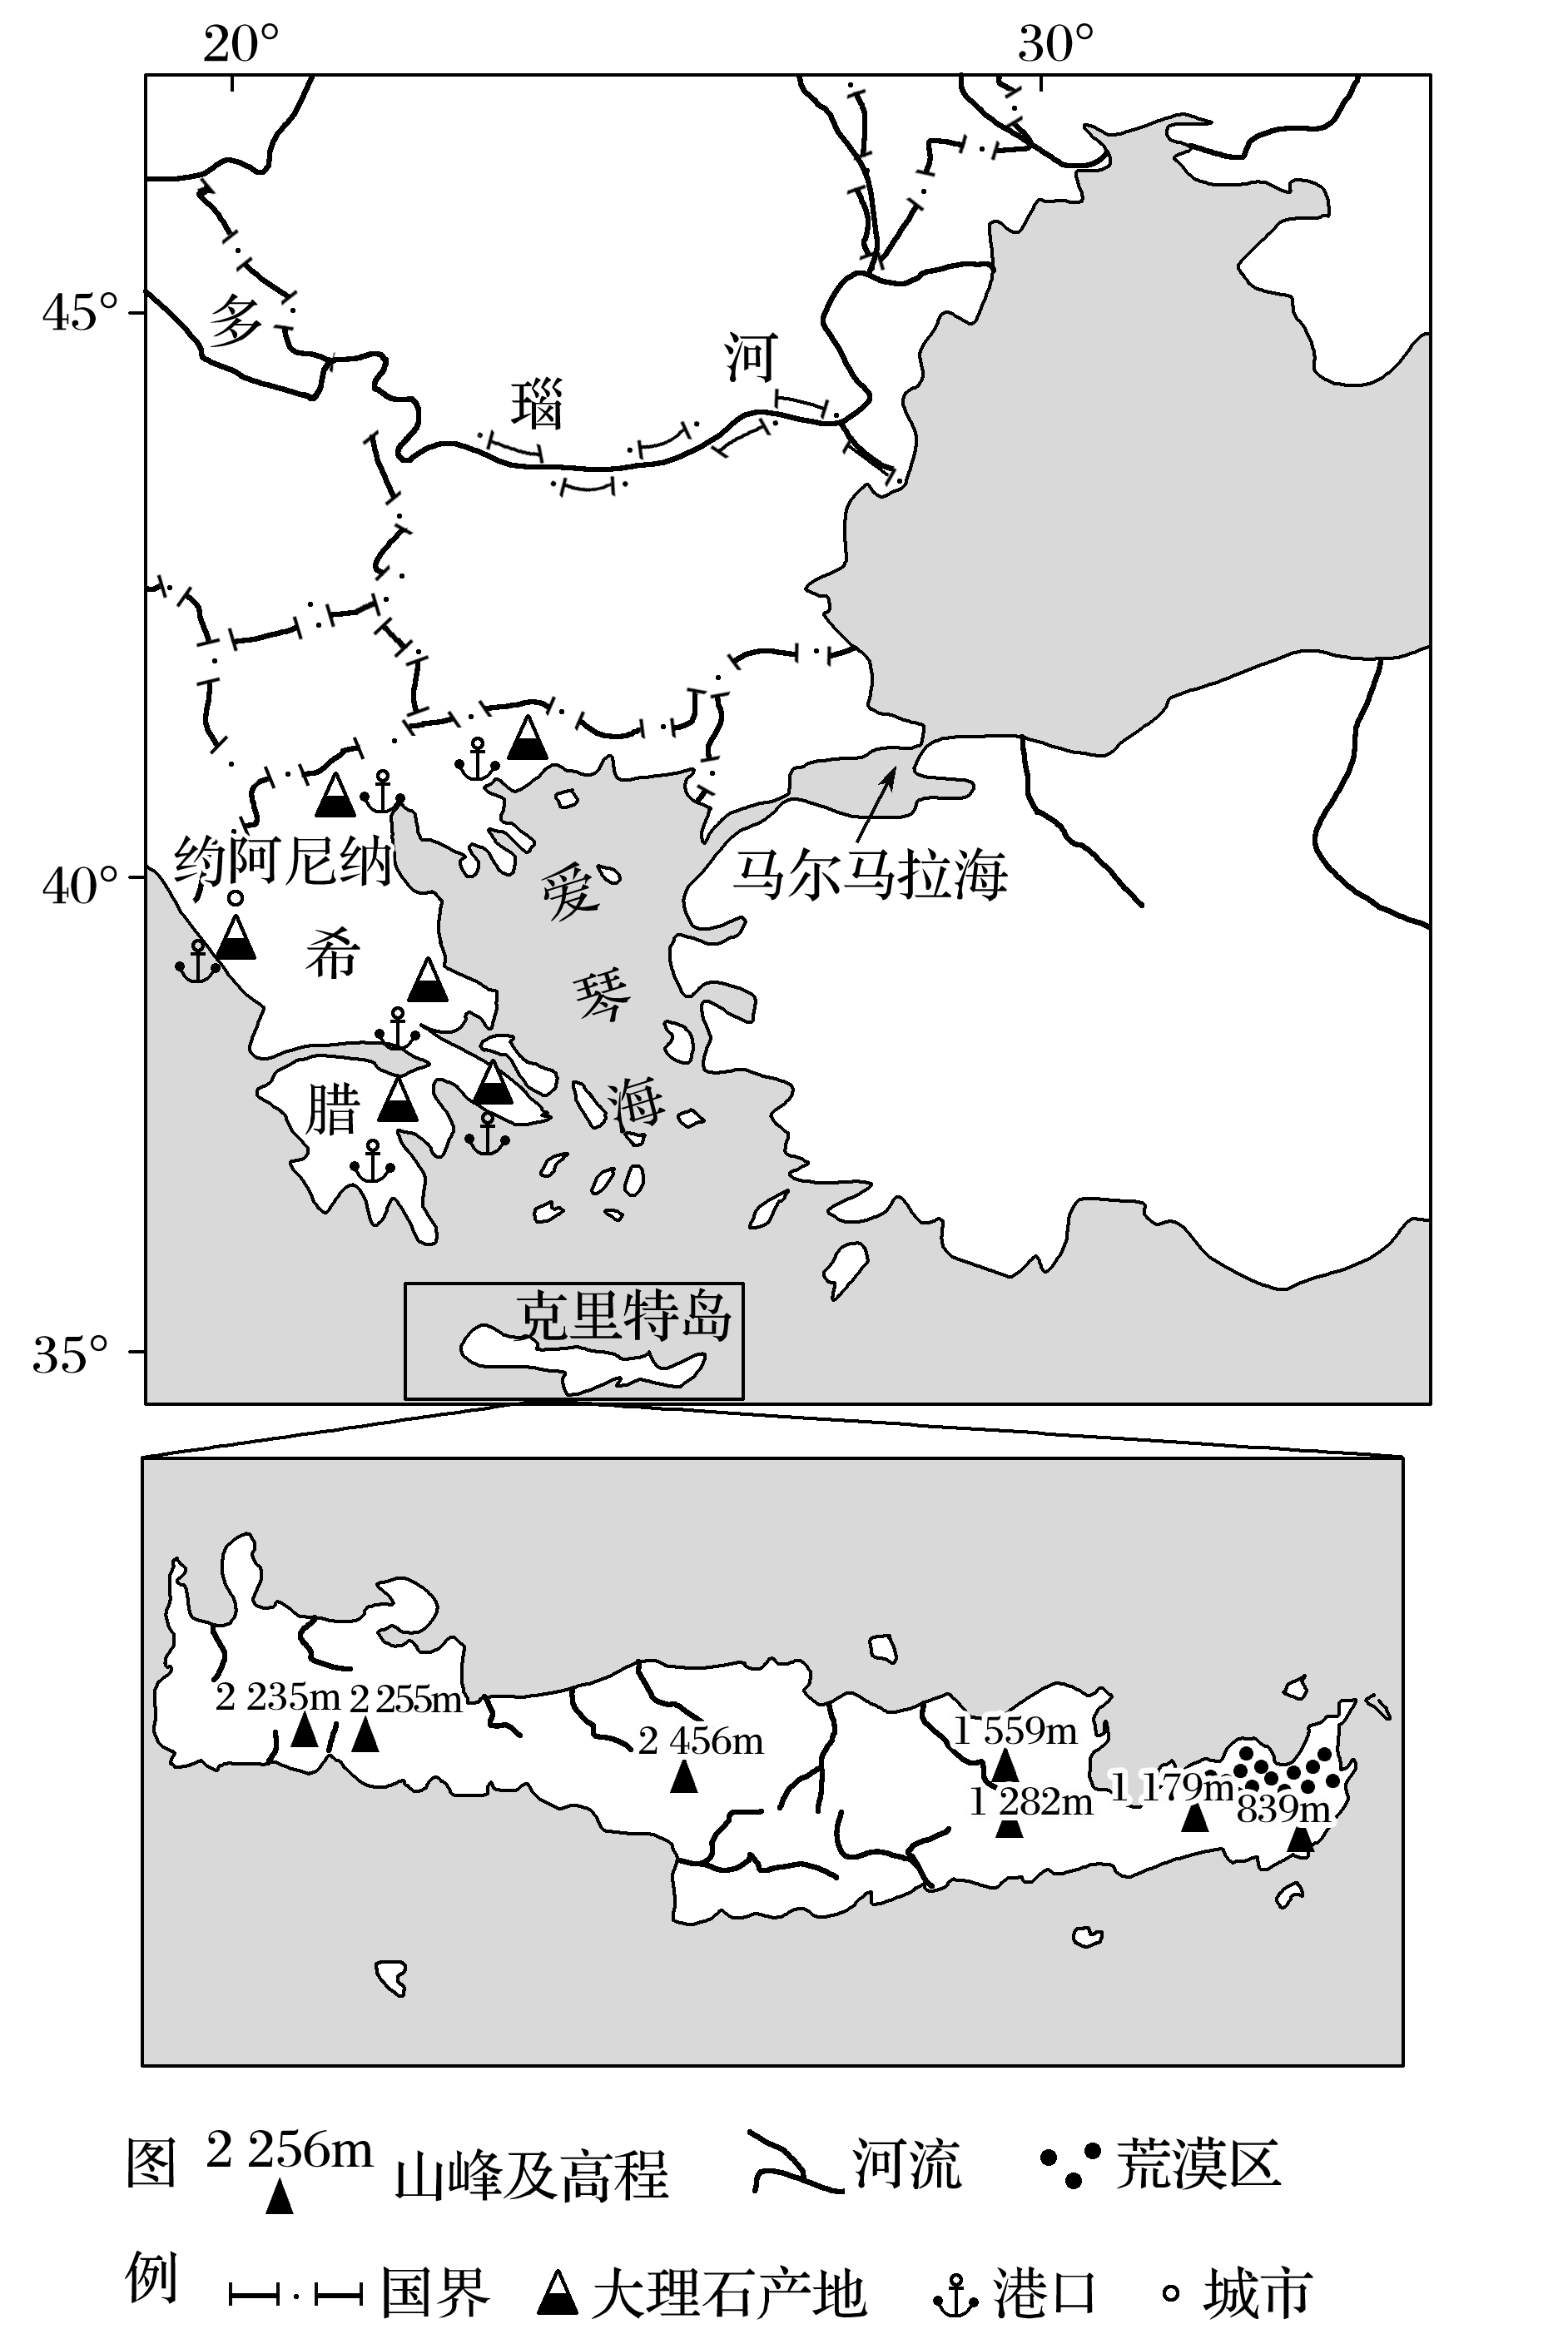 20°
30°
45°
多
瑙
河
40°
约阿尼纳
希
腊
爱
琴
海
马尔马拉海
35°
克里特岛
2 235m
2 255m
2 456m
1 559m
1 282m
1 179m
839m
图 2 256m 山峰及高程 河流 荒漠区
例 国界 大理石产地 港口 城市